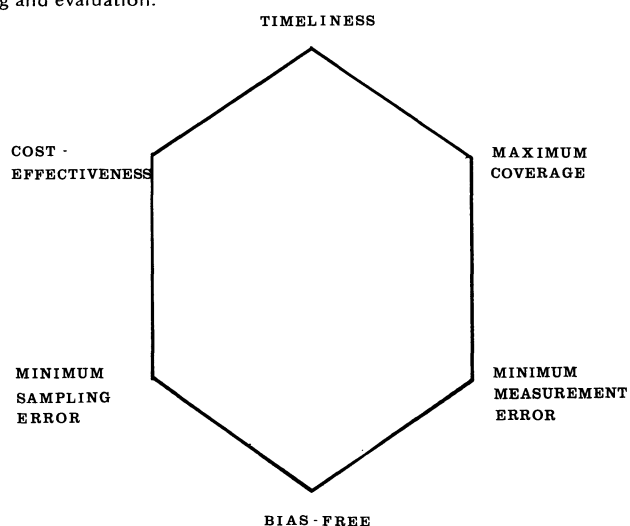 g and evaluation.
TIMELINESS
COST -
EFFECTIVENESS
MAXIMUM
COVERAGE
MINIMUM
SAMPLING
ERROR
MINIMUM
MEASUREMENT
ERROR
BIAS-FREE